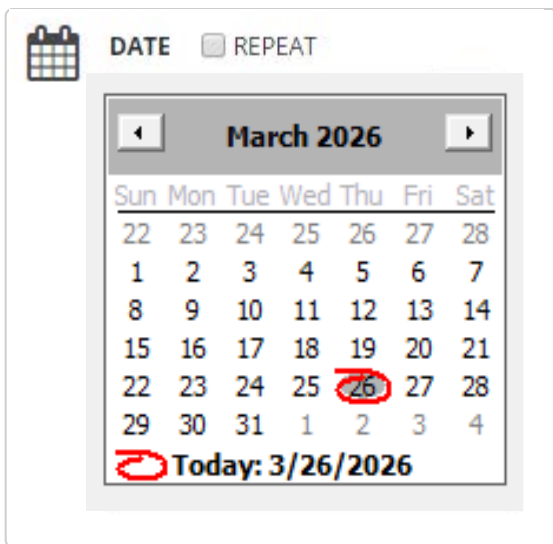 DATE REPEAT
March 2026
Sun Mon Tue Wed Thu Fri Sat
22 23 24 25 26 27 28
1 2 3 4 5 6 7
8 9 10 11 12 13 14
15 16 17 18 19 20 21
22 23 24 25 26 27 28
29 30 31 1 2 3 4
Today: 3/26/2026